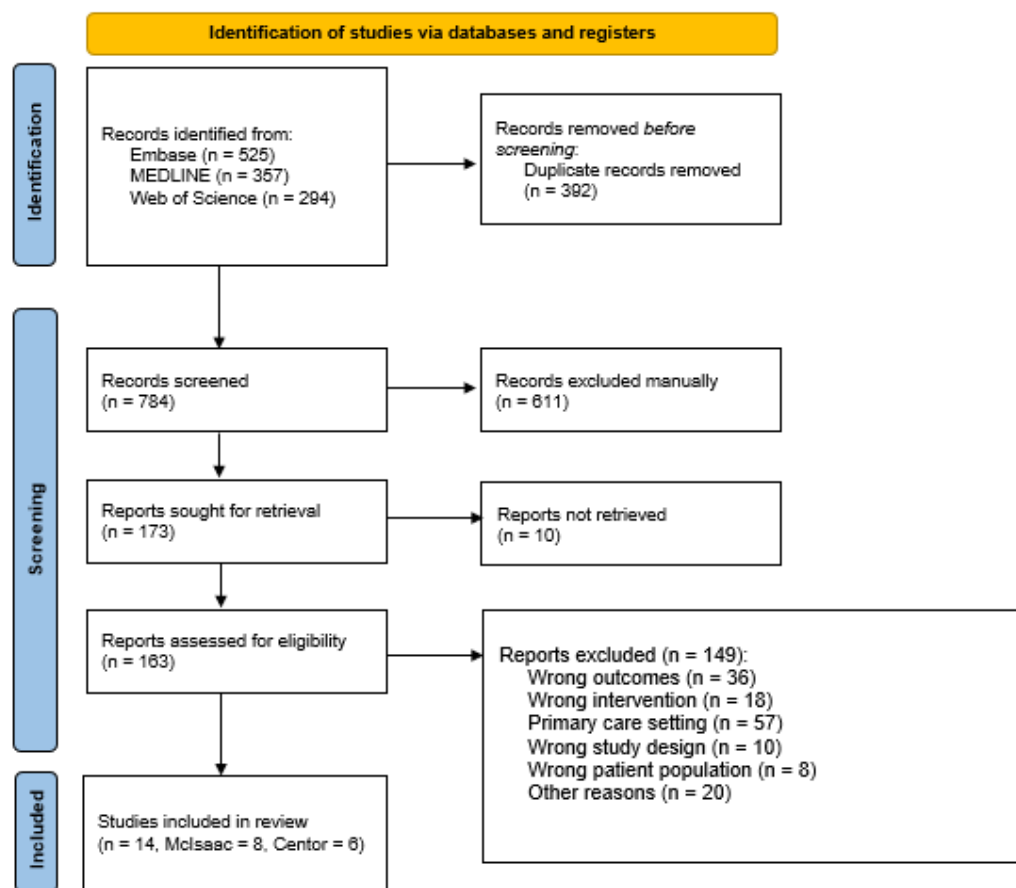 Identification of studies via databases and registers
Identification
Records identified from:
Embase (n = 525)
MEDLINE (n = 357)
Web of Science (n = 294)
Records removed before
screening:
Duplicate records removed
(n = 392)
Screening
Records screened
(n = 784)
Records excluded manually
(n = 611)
Reports sought for retrieval
(n = 173)
Reports not retrieved
(n = 10)
Reports assessed for eligibility
(n = 163)
Reports excluded (n = 149):
Wrong outcomes (n = 36)
Wrong intervention (n = 18)
Primary care setting (n = 57)
Wrong study design (n = 10)
Wrong patient population (n = 8)
Other reasons (n = 20)
Included
Studies included in review
(n = 14, McIsaac = 8, Centor = 6)